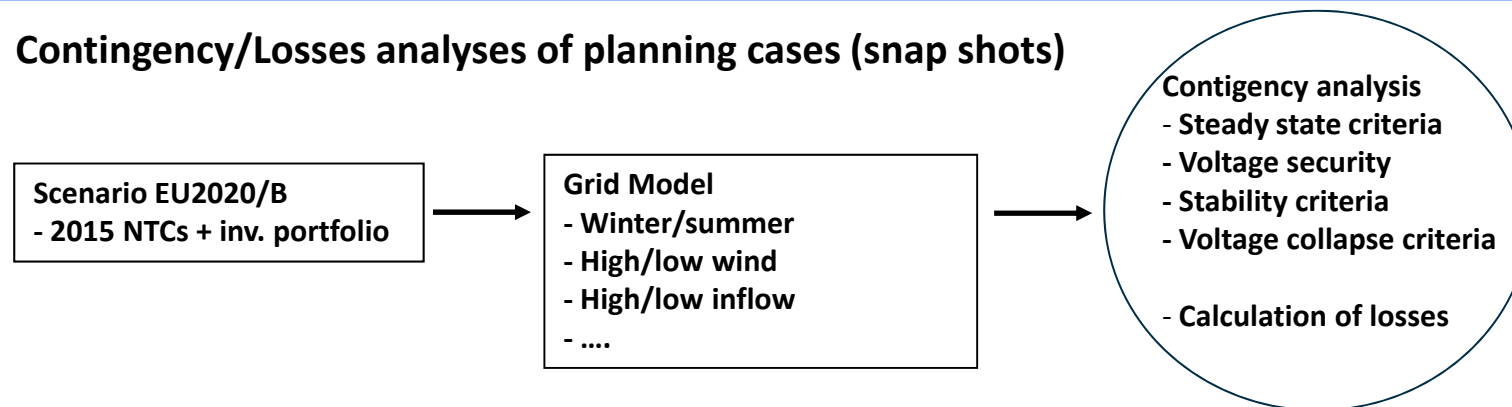 Contingency/Losses analyses of planning cases (snap shots)
Scenario EU2020/B
- 2015 NTCs + inv. portfolio
Grid Model
- Winter/summer
- High/low wind
- High/low inflow
- ....
Contigency analysis
- Steady state criteria
- Voltage security
- Stability criteria
- Voltage collapse criteria
- Calculation of losses